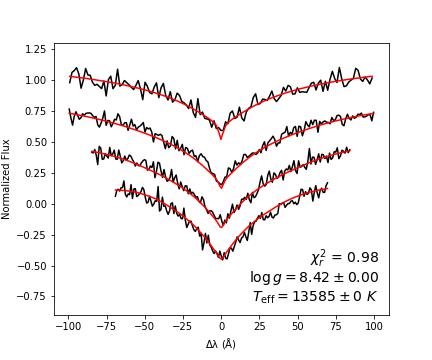 1.25
1.00
0.75
0.50
0.25
0.00
−0.25
−0.50
−0.75
Normalized Flux
χ²ᵣ = 0.98
log g = 8.42 ± 0.00
T_eff = 13585 ± 0 K
−100 −75 −50 −25 0 25 50 75 100
Δλ (Å)